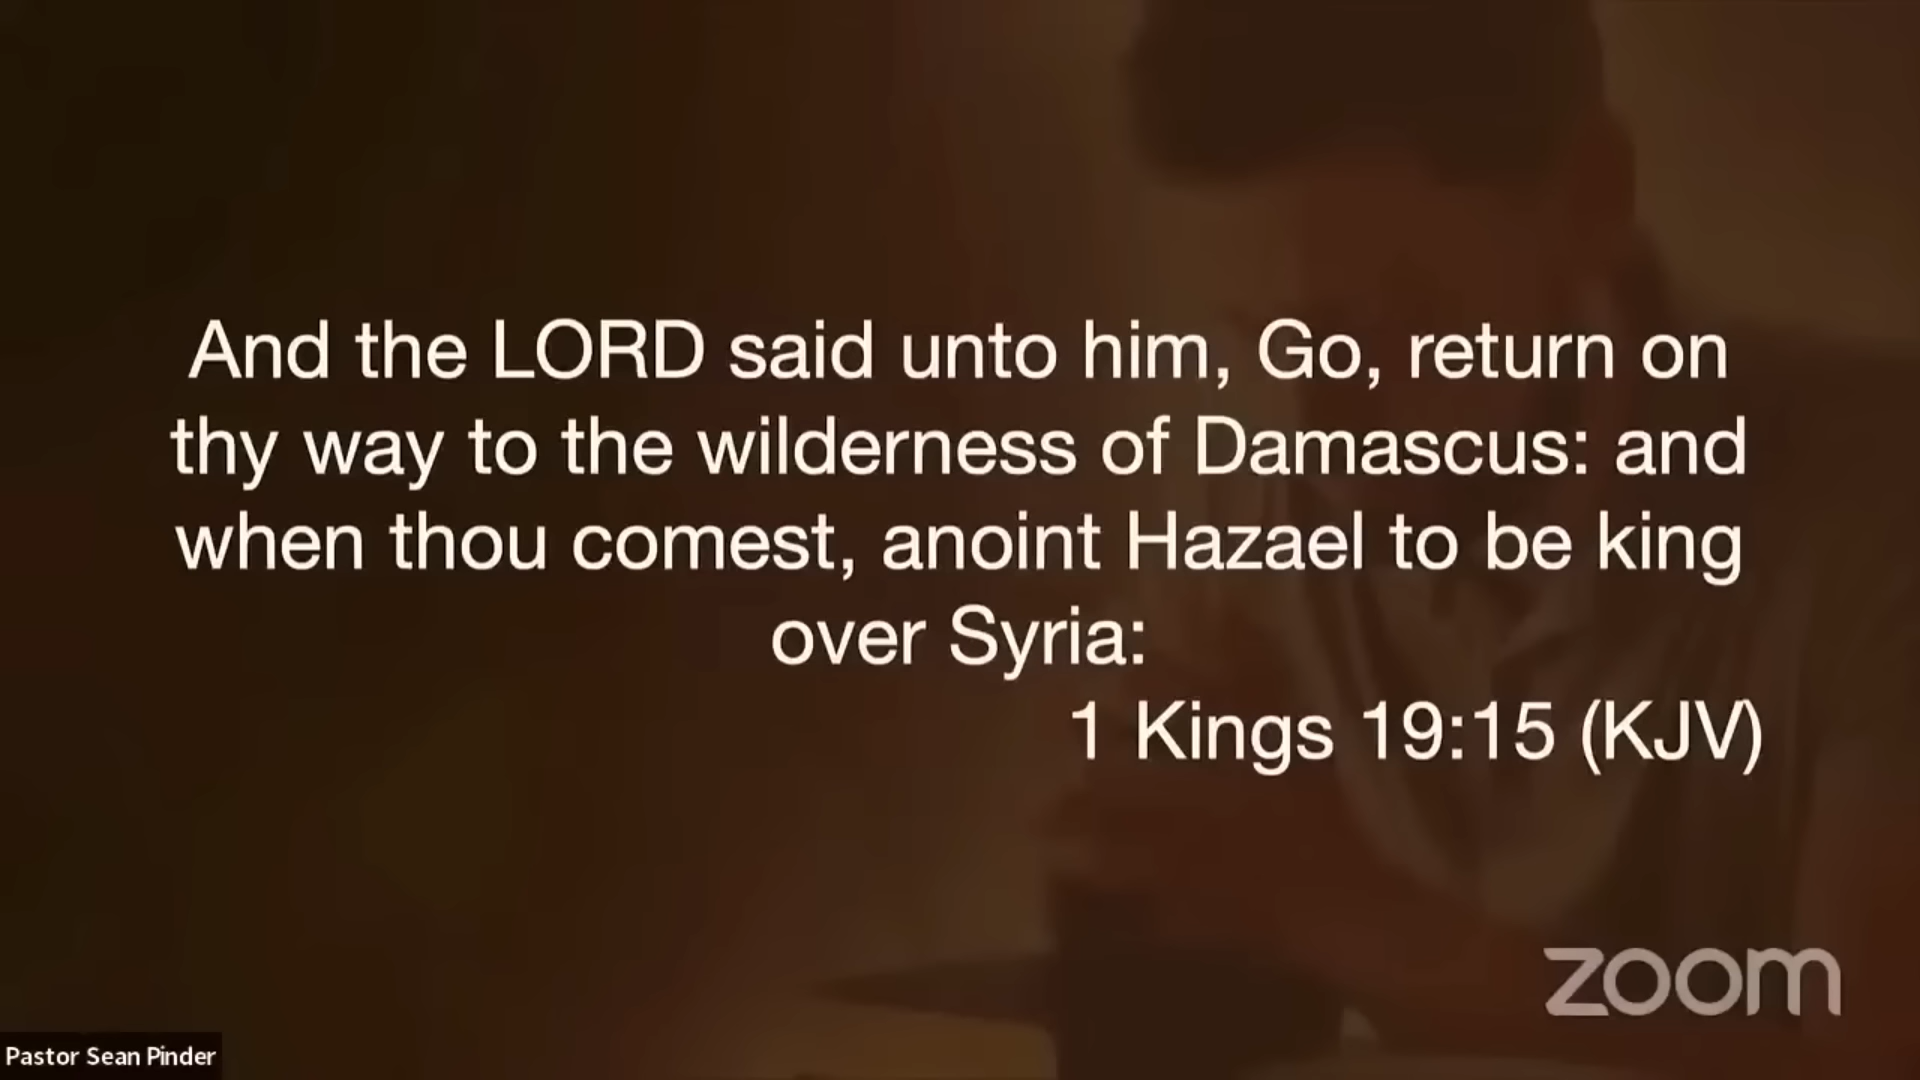 And the LORD said unto him, Go, return on
thy way to the wilderness of Damascus: and
when thou comest, anoint Hazael to be king
over Syria:
1 Kings 19:15 (KJV)
zoom
Pastor Sean Pinder